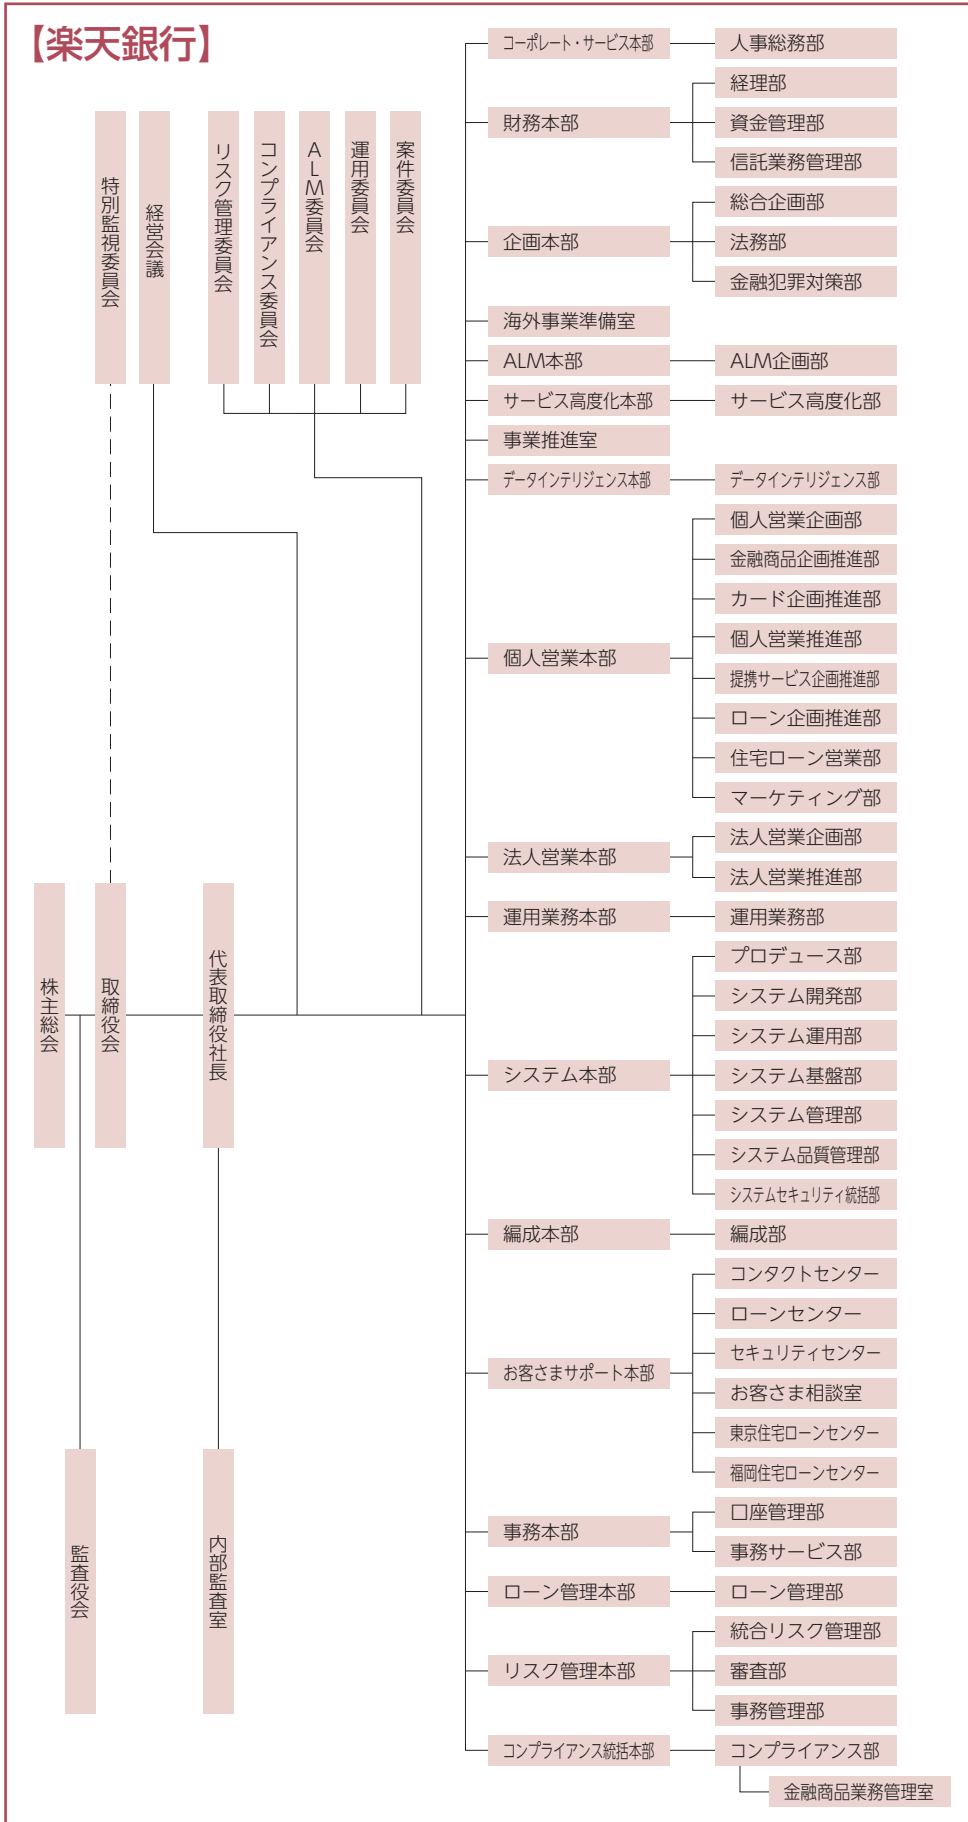 【楽天銀行】
特別監視委員会
経営会議
リスク管理委員会
コンプライアンス委員会
ALM委員会
運用委員会
案件委員会
株主総会
取締役会
代表取締役社長
監査役会
内部監査室
コーポレート・サービス本部
人事総務部
財務本部
経理部
資金管理部
信託業務管理部
企画本部
総合企画部
法務部
金融犯罪対策部
海外事業準備室
ALM本部
ALM企画部
サービス高度化本部
サービス高度化部
事業推進室
データインテリジェンス本部
データインテリジェンス部
個人営業本部
個人営業企画部
金融商品企画推進部
カード企画推進部
個人営業推進部
提携サービス企画推進部
ローン企画推進部
住宅ローン営業部
マーケティング部
法人営業本部
法人営業企画部
法人営業推進部
運用業務本部
運用業務部
システム本部
プロデュース部
システム開発部
システム運用部
システム基盤部
システム管理部
システム品質管理部
システムセキュリティ統括部
編成本部
編成部
お客さまサポート本部
コンタクトセンター
ローンセンター
セキュリティセンター
お客さま相談室
東京住宅ローンセンター
福岡住宅ローンセンター
事務本部
口座管理部
事務サービス部
ローン管理本部
ローン管理部
リスク管理本部
統合リスク管理部
審査部
事務管理部
コンプライアンス統括本部
コンプライアンス部
金融商品業務管理室